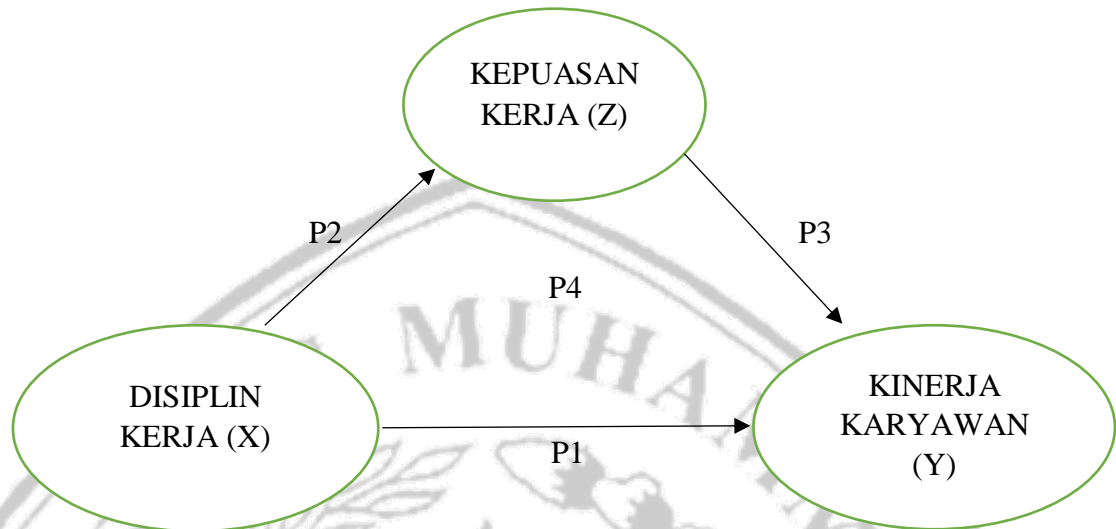 KEPUASAN
KERJA (Z)
P2
P3
P4
MUHA
DISIPLIN
KERJA (X)
P1
KINERJA
KARYAWAN
(Y)